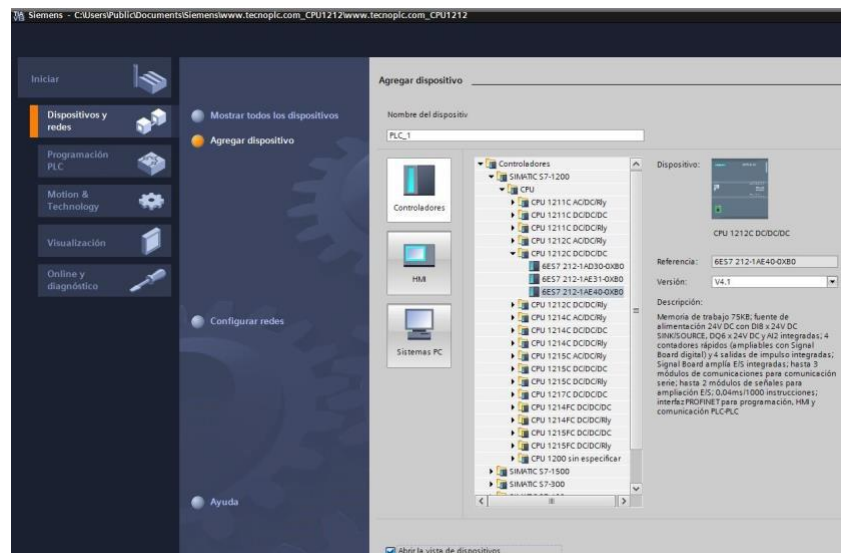 Siemens - C:\Users\Public\Documents\Siemens\www.tecnoplc.com_CPU1212\www.tecnoplc.com_CPU1212
Iniciar
Dispositivos y
redes
Programación
PLC
Motion &
Technology
Visualización
Online y
diagnóstico
Mostrar todos los dispositivos
Agregar dispositivo
Configurar redes
Ayuda
Agregar dispositivo
Nombre del dispositiv
PLC_1
Controladores
HMI
Sistemas PC
Controladores
SIMATIC S7-1200
CPU
CPU 1211C AC/DC/Rly
CPU 1211C DC/DC/DC
CPU 1211C DC/DC/Rly
CPU 1212C AC/DC/Rly
CPU 1212C DC/DC/DC
6ES7 212-1AD30-0XB0
6ES7 212-1AE31-0XB0
6ES7 212-1AE40-0XB0
CPU 1212C DC/DC/Rly
CPU 1214C AC/DC/Rly
CPU 1214C DC/DC/DC
CPU 1214C DC/DC/Rly
CPU 1215C AC/DC/Rly
CPU 1215C DC/DC/DC
CPU 1215C DC/DC/Rly
CPU 1217C DC/DC/DC
CPU 1214FC DC/DC/DC
CPU 1214FC DC/DC/Rly
CPU 1215FC DC/DC/DC
CPU 1215FC DC/DC/Rly
CPU 1200 sin especificar
SIMATIC S7-1500
SIMATIC S7-300
Dispositivo:
CPU 1212C DC/DC/DC
Referencia: 6ES7 212-1AE40-0XB0
Versión: V4.1
Descripción:
Memoria de trabajo 75KB; fuente de
alimentación 24V DC con DI8 x 24V DC
SINK/SOURCE, DQ6 x 24V DC y AI2 integradas; 4
contadores rápidos (ampliables con Signal
Board digital) y 4 salidas de impulso integradas;
Signal Board amplía E/S integradas; hasta 3
módulos de comunicaciones para comunicación
serie; hasta 2 módulos de señales para
ampliación E/S; 0,04ms/1000 instrucciones;
interfaz PROFINET para programación, HMI y
comunicación PLC-PLC
Abrir la vista de dispositivos